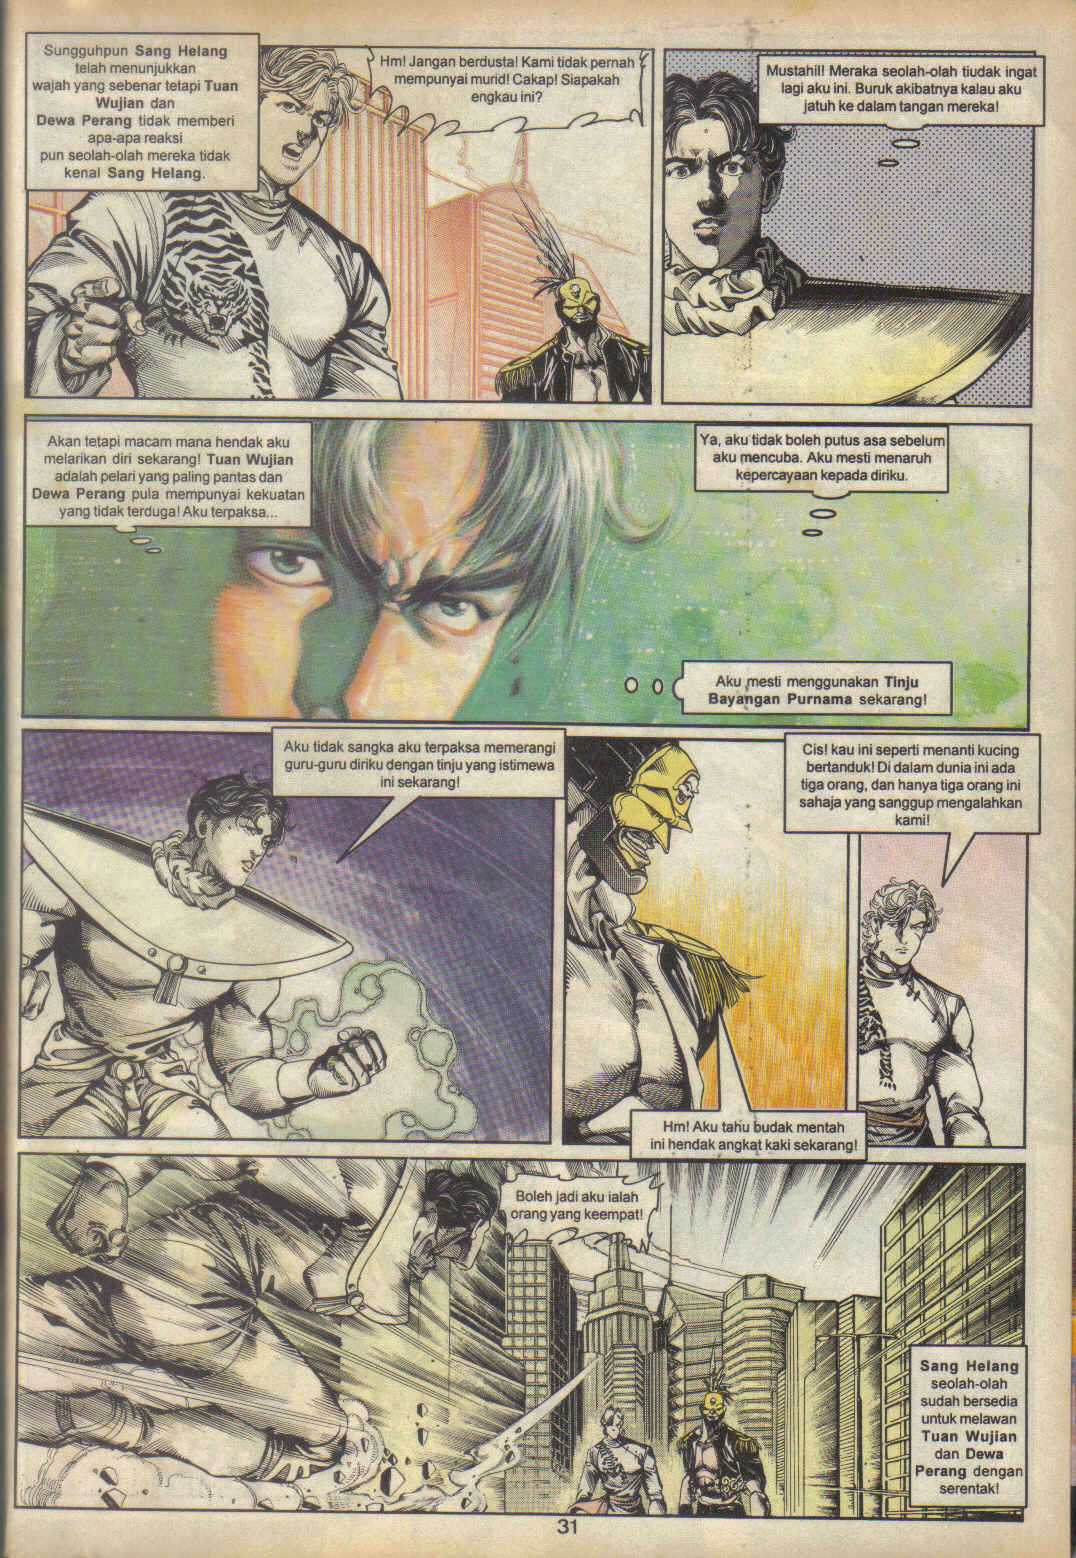 Sungguhpun Sang Helang
telah menunjukkan
wajah yang sebenar tetapi Tuan
Wujian dan
Dewa Perang tidak memberi
apa-apa reaksi
pun seolah-olah mereka tidak
kenal Sang Helang.
Hm! Jangan berdusta! Kami tidak pernah
mempunyai murid! Cakap! Siapakah
engkau ini?
Mustahil! Meraka seolah-olah tiudak ingat
lagi aku ini. Buruk akibatnya kalau aku
jatuh ke dalam tangan mereka!
Akan tetapi macam mana hendak aku
melarikan diri sekarang! Tuan Wujian
adalah pelari yang paling pantas dan
Dewa Perang pula mempunyai kekuatan
yang tidak terduga! Aku terpaksa...
Ya, aku tidak boleh putus asa sebelum
aku mencuba. Aku mesti menaruh
kepercayaan kepada diriku.
Aku mesti menggunakan Tinju
Bayangan Purnama sekarang!
Aku tidak sangka aku terpaksa memerangi
guru-guru diriku dengan tinju yang istimewa
ini sekarang!
Cis! kau ini seperti menanti kucing
bertanduk! Di dalam dunia ini ada
tiga orang, dan hanya tiga orang ini
sahaja yang sanggup mengalahkan
kami!
Hm! Aku tahu budak mentah
ini hendak angkat kaki sekarang!
Boleh jadi aku ialah
orang yang keempat!
Sang Helang
seolah-olah
sudah bersedia
untuk melawan
Tuan Wujian
dan Dewa
Perang dengan
serentak!
31